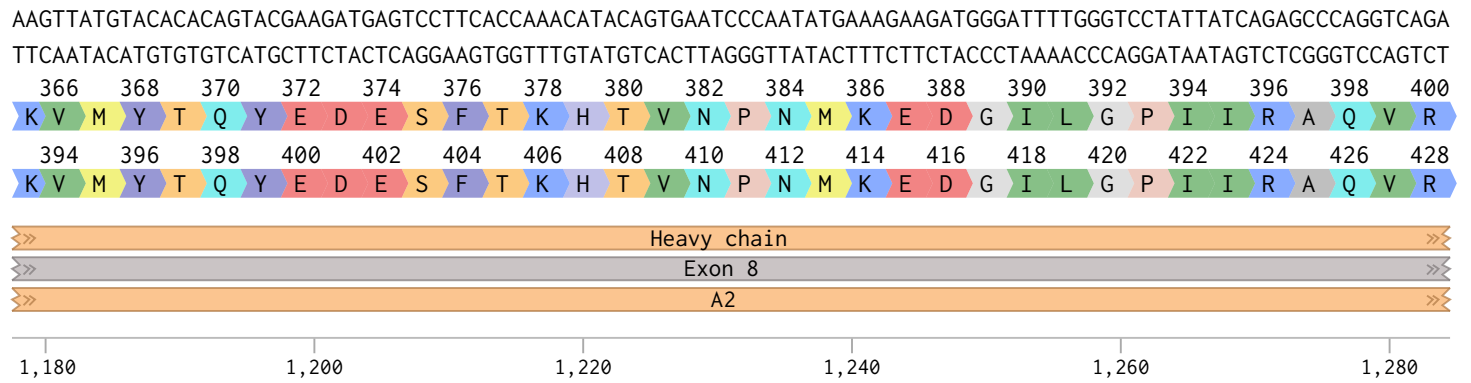 AAGTTATGTACACACAGTACGAAGATGAGTCCTTCACCAAACATACAGTGAATCCCAATATGAAAGAAGATGGGATTTTGGGTCCTATTATCAGAGCCCAGGTCAGA
TTCAATACATGTGTGTCATGCTTCTACTCAGGAAGTGGTTTGTATGTCACTTAGGGTTATACTTTCTTCTACCCTAAAACCCAGGATAATAGTCTCGGGTCCAGTCT
366 368 370 372 374 376 378 380 382 384 386 388 390 392 394 396 398 400
K V M Y T Q Y E D E S F T K H T V N P N M K E D G I L G P I I R A Q V R
394 396 398 400 402 404 406 408 410 412 414 416 418 420 422 424 426 428
K V M Y T Q Y E D E S F T K H T V N P N M K E D G I L G P I I R A Q V R
Heavy chain
Exon 8
A2
1,180 1,200 1,220 1,240 1,260 1,280